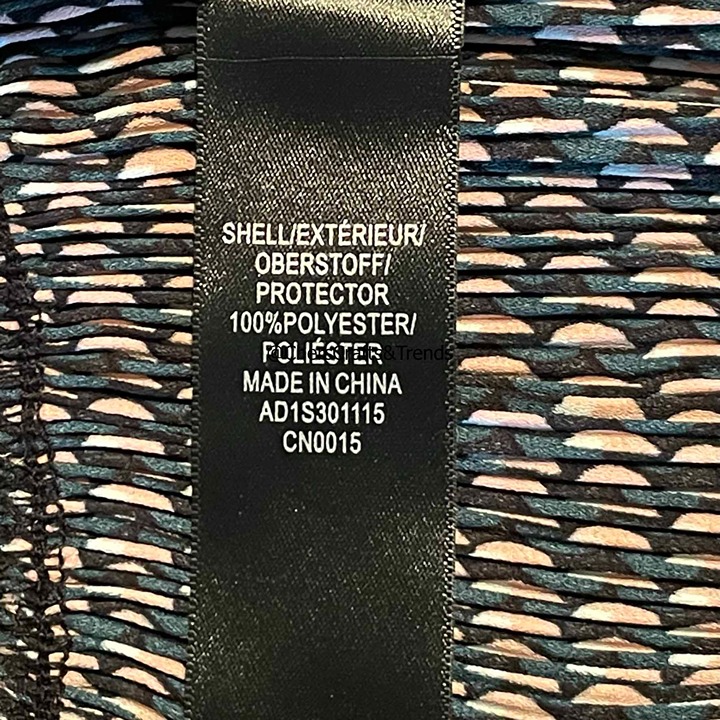 SHELL/EXTÉRIEUR/
OBERSTOFF/
PROTECTOR
100%POLYESTER/
POLIÉSTER
MADE IN CHINA
AD1S301115
CN0015